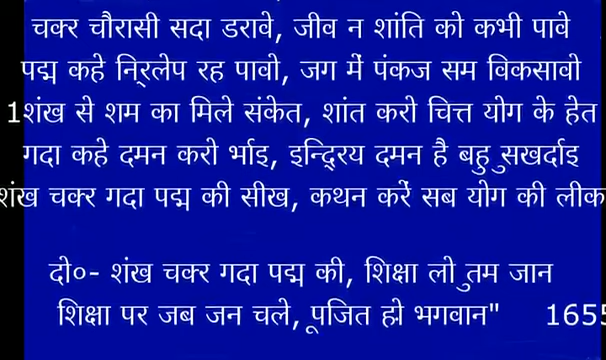 चक्र चौरासी सदा डरावे, जीव न शांति को कभी पावे
पद्म कहे निरलेप रह पावो, जग में पंकज सम विकसावो
1शंख से शम का मिले संकेत, शांत करो चित्त योग के हेत
गदा कहे दमन करो भाई, इन्द्रिय दमन है बहु सुखदाई
शंख चक्र गदा पद्म की सीख, कथन करें सब योग की लीक
दो०- शंख चक्र गदा पद्म की, शिक्षा लो तुम जान
शिक्षा पर जब जन चले, पूजित हो भगवान" 1655